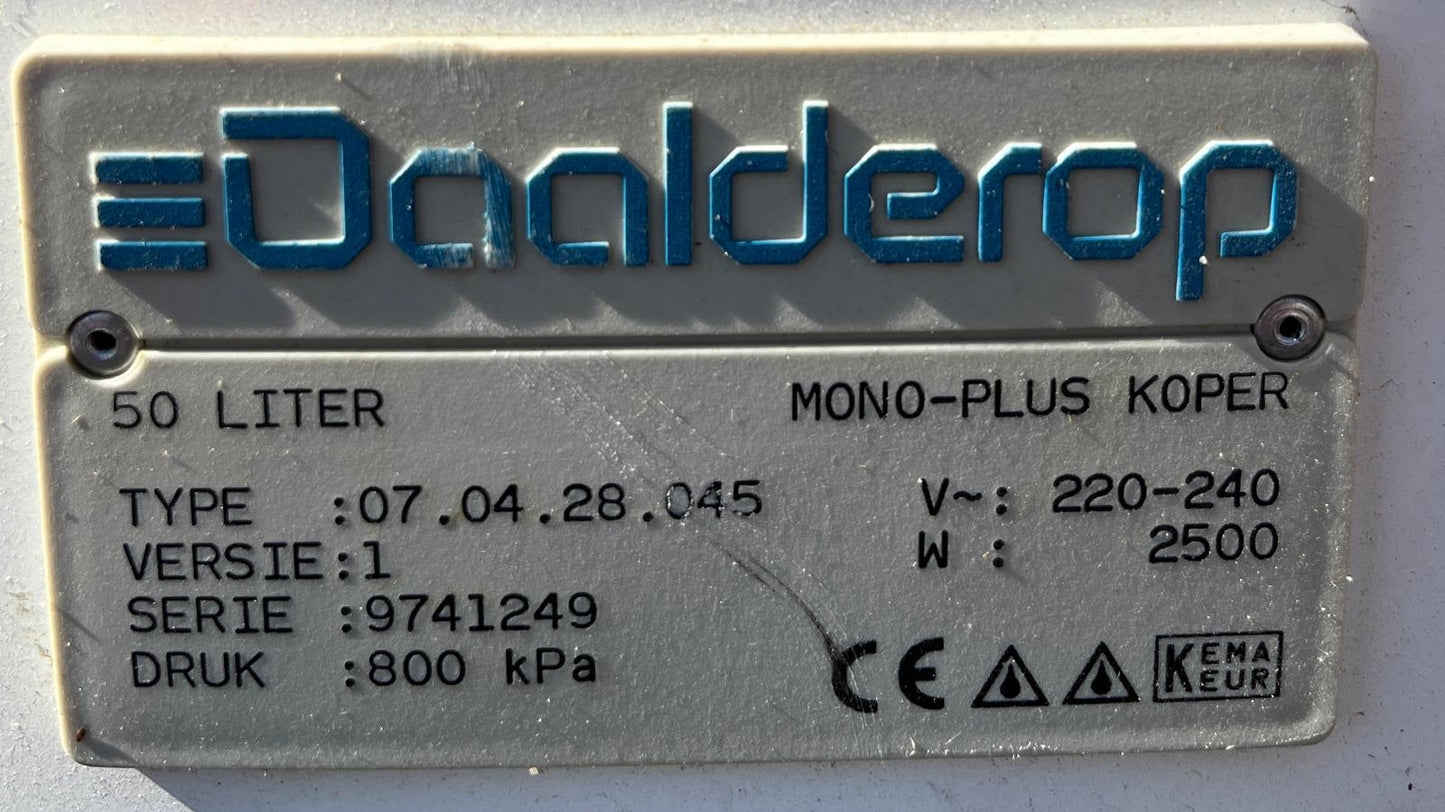 Daalderop
50 LITER MONO-PLUS KOPER
TYPE :07.04.28.045 V~: 220-240
VERSIE:1 W : 2500
SERIE :9741249
DRUK :800 kPa
CE KEMA KEUR